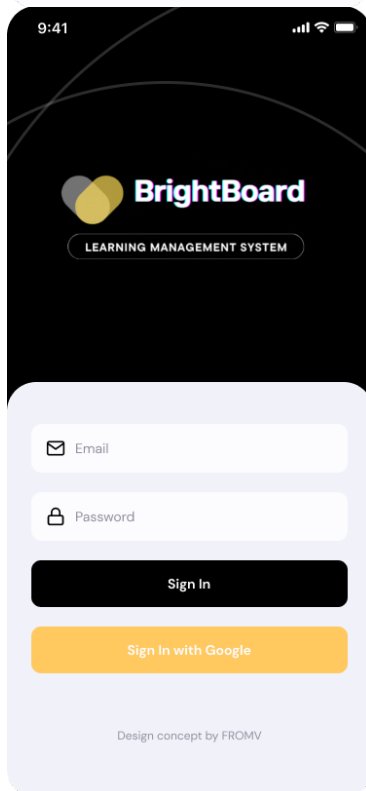 9:41
BrightBoard
LEARNING MANAGEMENT SYSTEM
Email
Password
Sign In
Sign In with Google
Design concept by FROMV